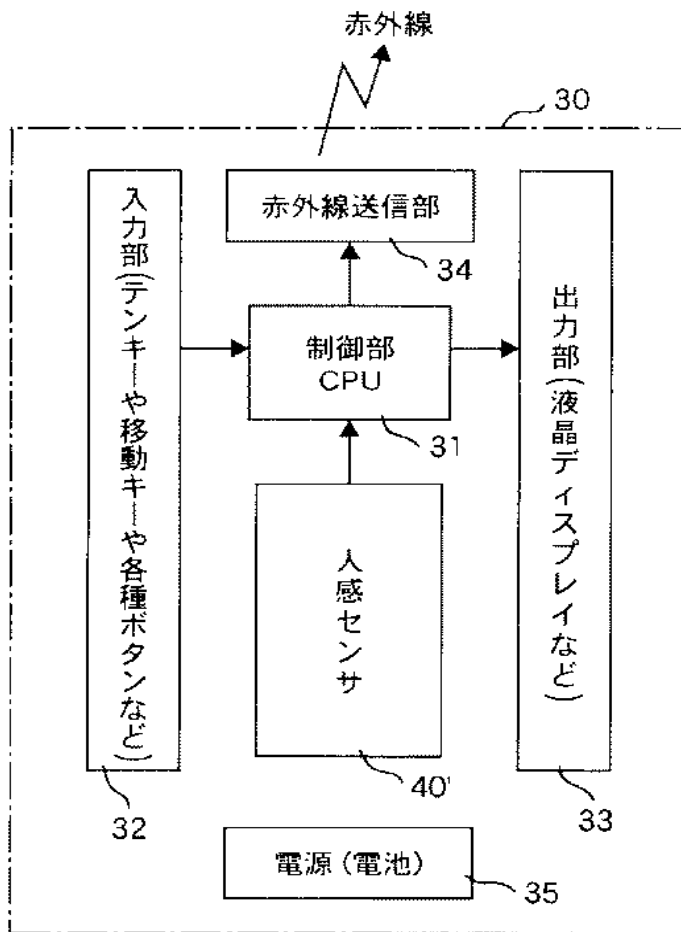 赤外線
30
赤外線送信部
34
入力部(テンキーや移動キーや各種ボタンなど)
32
制御部
CPU
31
出力部(液晶ディスプレイなど)
33
人感センサ
40'
電源(電池)
35